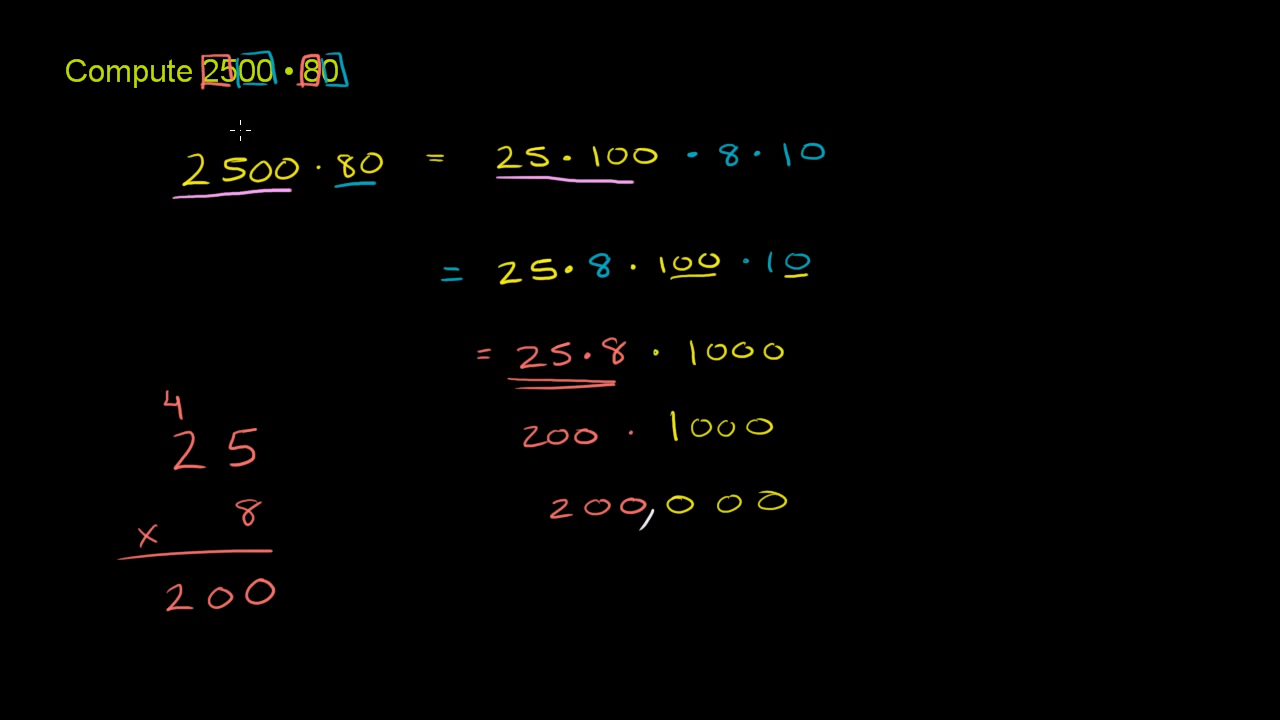 Compute 2500 • 80
2500 · 80 = 25 · 100 · 8 · 10
= 25 · 8 · 100 · 10
= 25 · 8 · 1000
200 · 1000
200,000
4
25
x 8
200